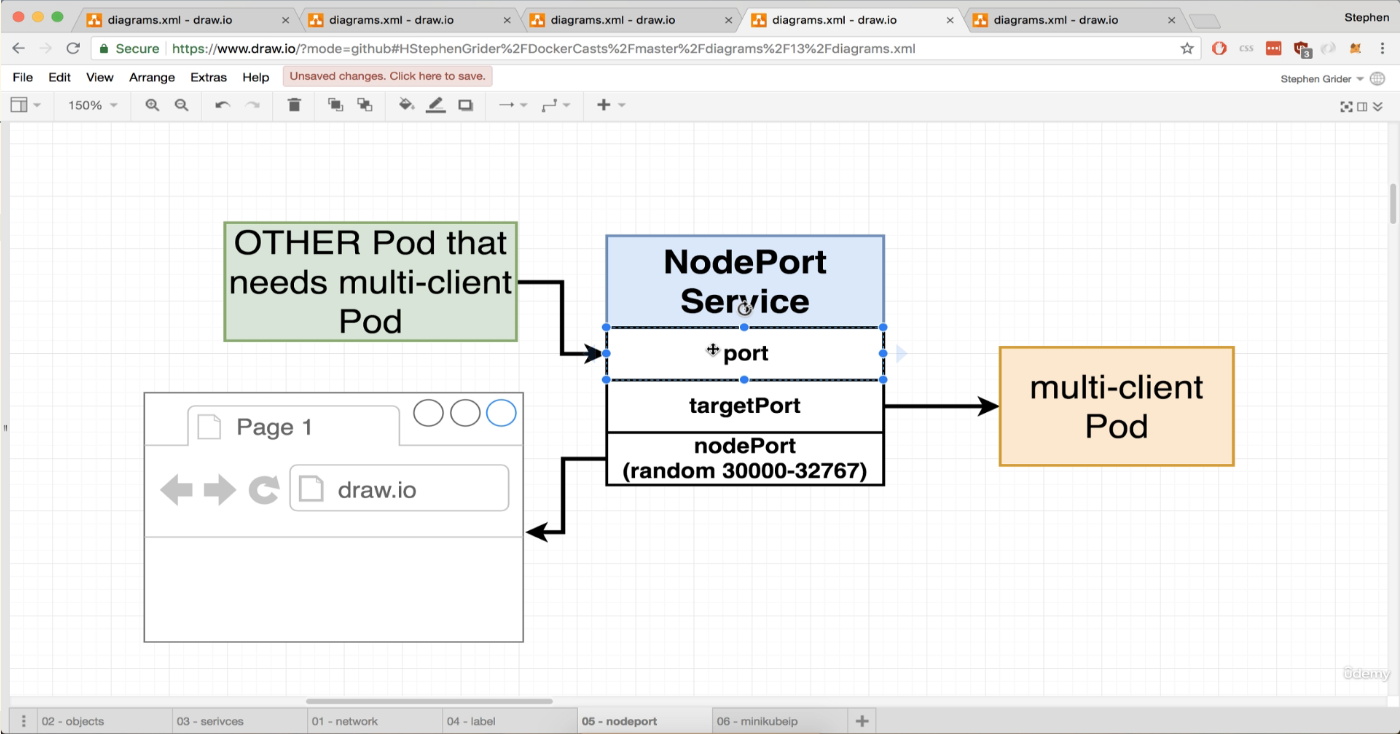 diagrams.xml - draw.io
diagrams.xml - draw.io
diagrams.xml - draw.io
diagrams.xml - draw.io
diagrams.xml - draw.io
Stephen
Secure
https://www.draw.io/?mode=github#HStephenGrider%2FDockerCasts%2Fmaster%2Fdiagrams%2F13%2Fdiagrams.xml
css
3
File Edit View Arrange Extras Help
Unsaved changes. Click here to save.
Stephen Grider
150%
OTHER Pod that
needs multi-client
Pod
NodePort
Service
port
targetPort
nodePort
(random 30000-32767)
multi-client
Pod
Page 1
draw.io
ûdemy
02 - objects
03 - serivces
01 - network
04 - label
05 - nodeport
06 - minikubeip